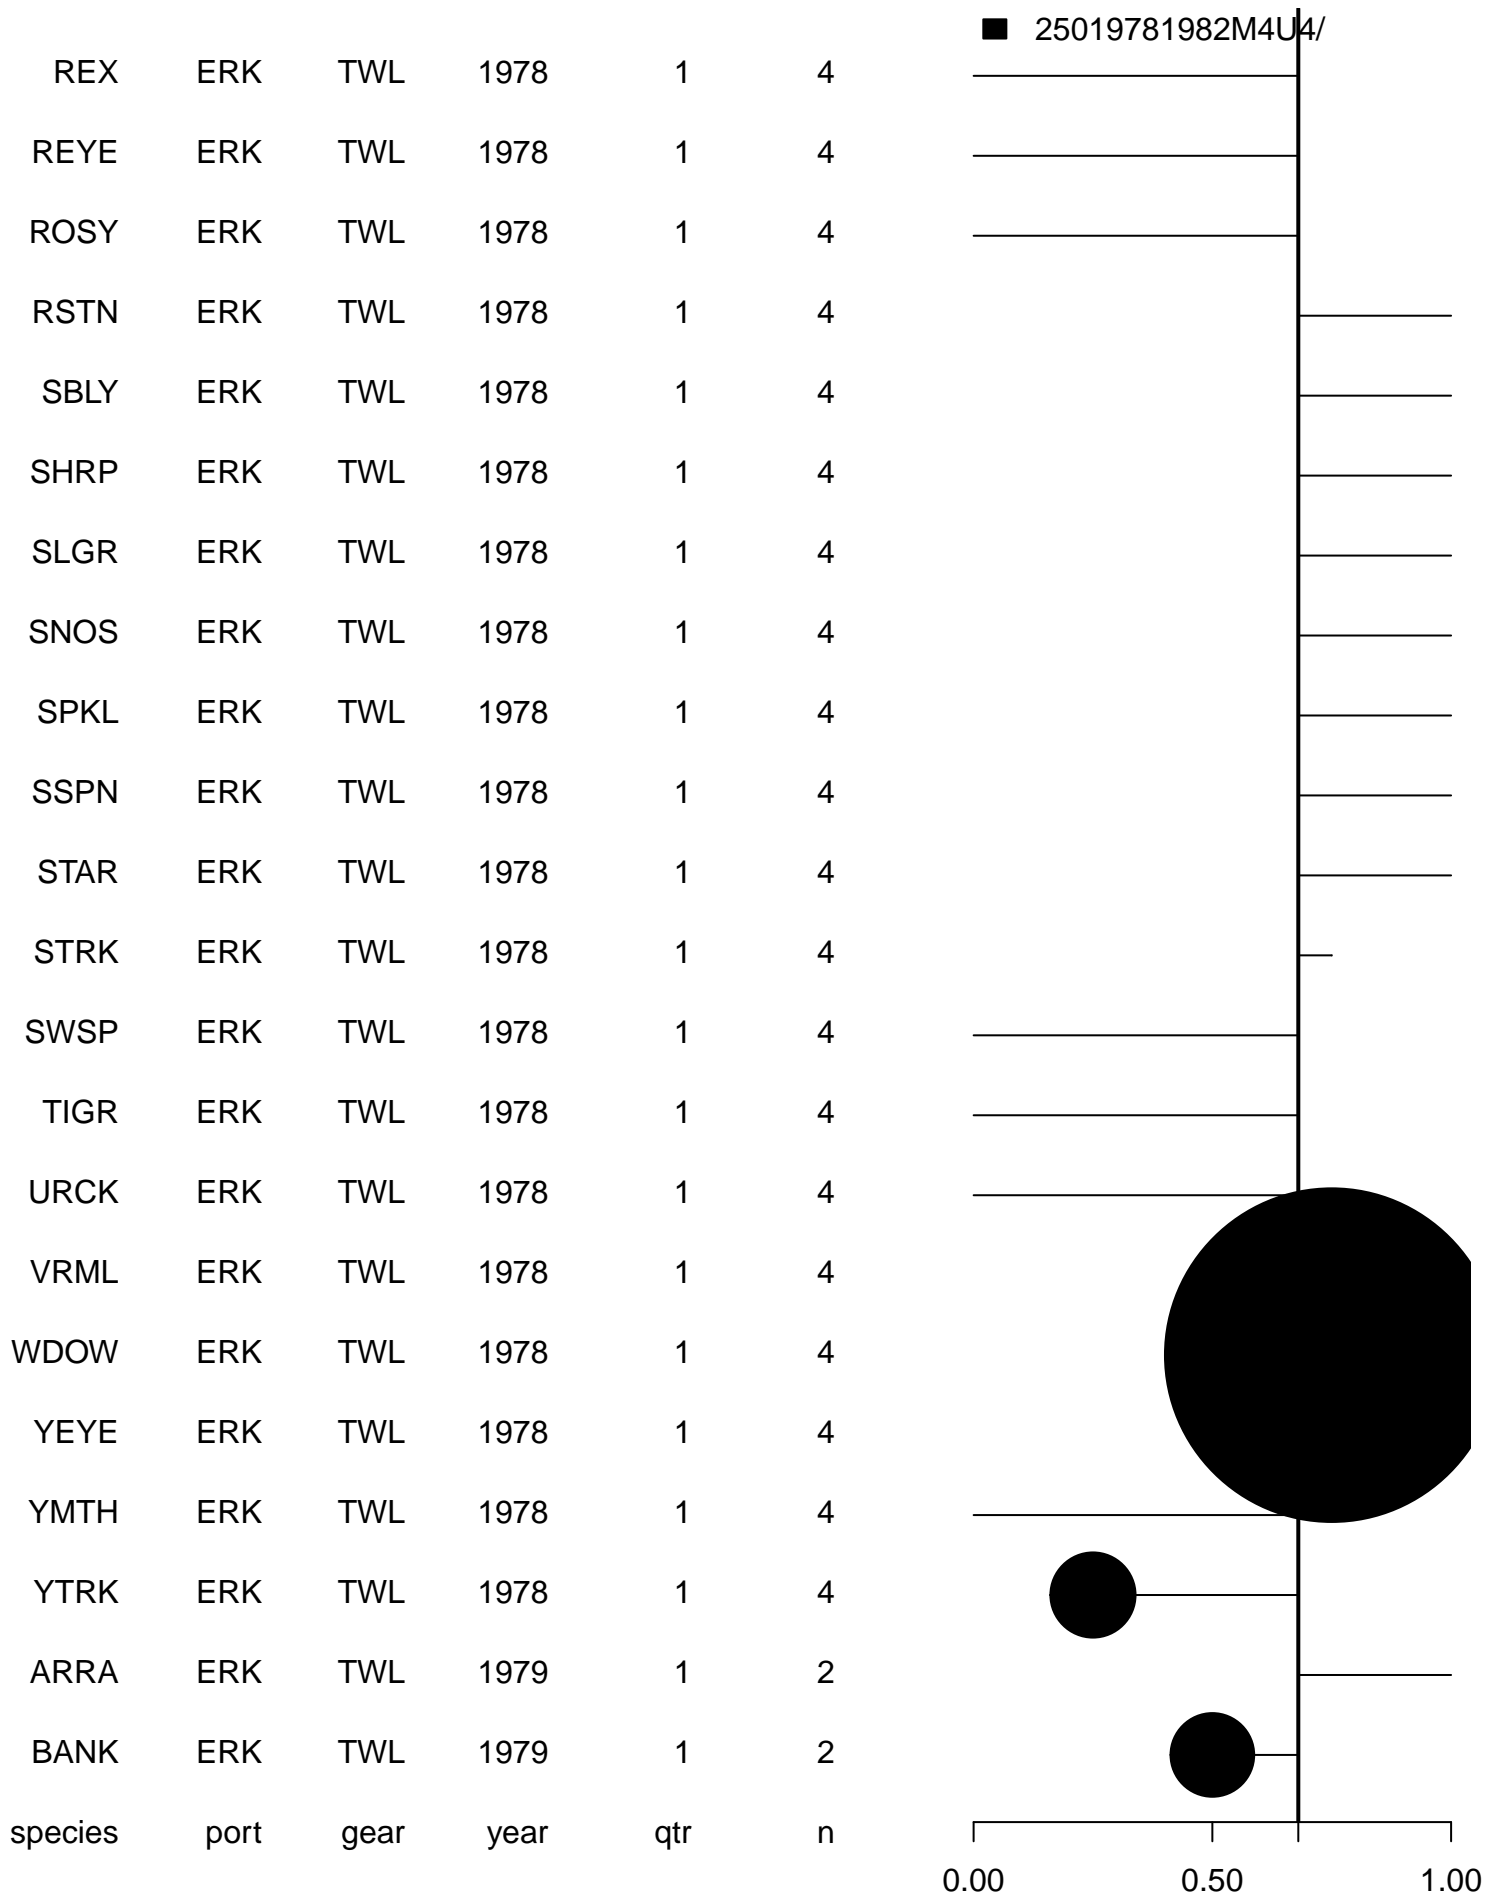 25019781982M4U4/
REX ERK TWL 1978 1 4
REYE ERK TWL 1978 1 4
ROSY ERK TWL 1978 1 4
RSTN ERK TWL 1978 1 4
SBLY ERK TWL 1978 1 4
SHRP ERK TWL 1978 1 4
SLGR ERK TWL 1978 1 4
SNOS ERK TWL 1978 1 4
SPKL ERK TWL 1978 1 4
SSPN ERK TWL 1978 1 4
STAR ERK TWL 1978 1 4
STRK ERK TWL 1978 1 4
SWSP ERK TWL 1978 1 4
TIGR ERK TWL 1978 1 4
URCK ERK TWL 1978 1 4
VRML ERK TWL 1978 1 4
WDOW ERK TWL 1978 1 4
YEYE ERK TWL 1978 1 4
YMTH ERK TWL 1978 1 4
YTRK ERK TWL 1978 1 4
ARRA ERK TWL 1979 1 2
BANK ERK TWL 1979 1 2
species port gear year qtr n
0.00 0.50 1.00